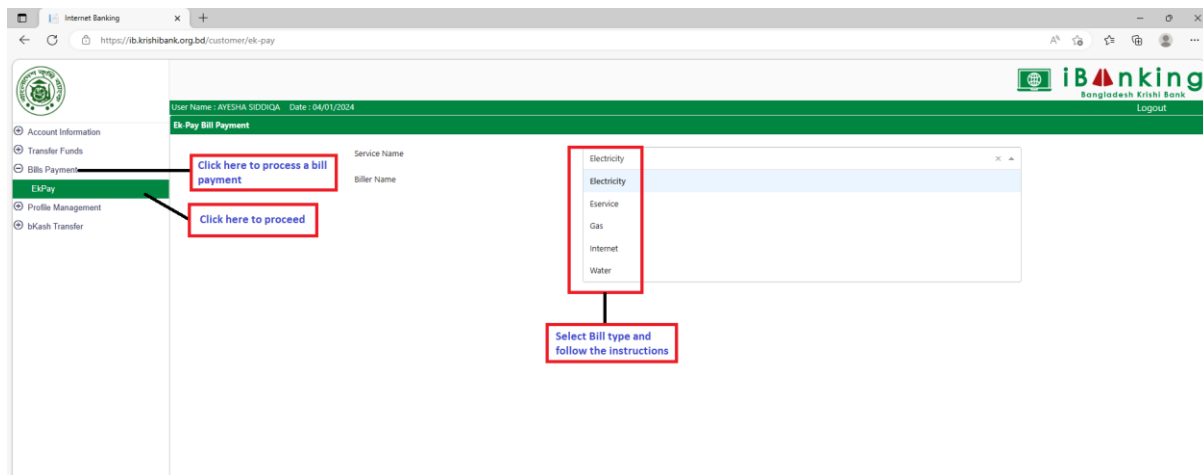 Internet Banking
https://ib.krishibank.org.bd/customer/ek-pay
iBAnking
Bangladesh Krishi Bank
User Name : AYESHA SIDDIQA Date : 04/01/2024
Logout
Ek-Pay Bill Payment
Account Information
Transfer Funds
Bills Payment
EkPay
Profile Management
bKash Transfer
Click here to process a bill
payment
Click here to proceed
Service Name
Biller Name
Electricity
Electricity
Eservice
Gas
Internet
Water
Select Bill type and
follow the instructions